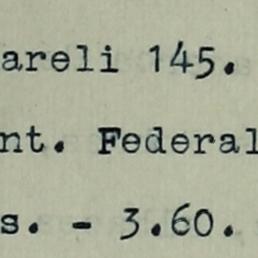 areli 145.
nt. Federal
s. - 3.60.